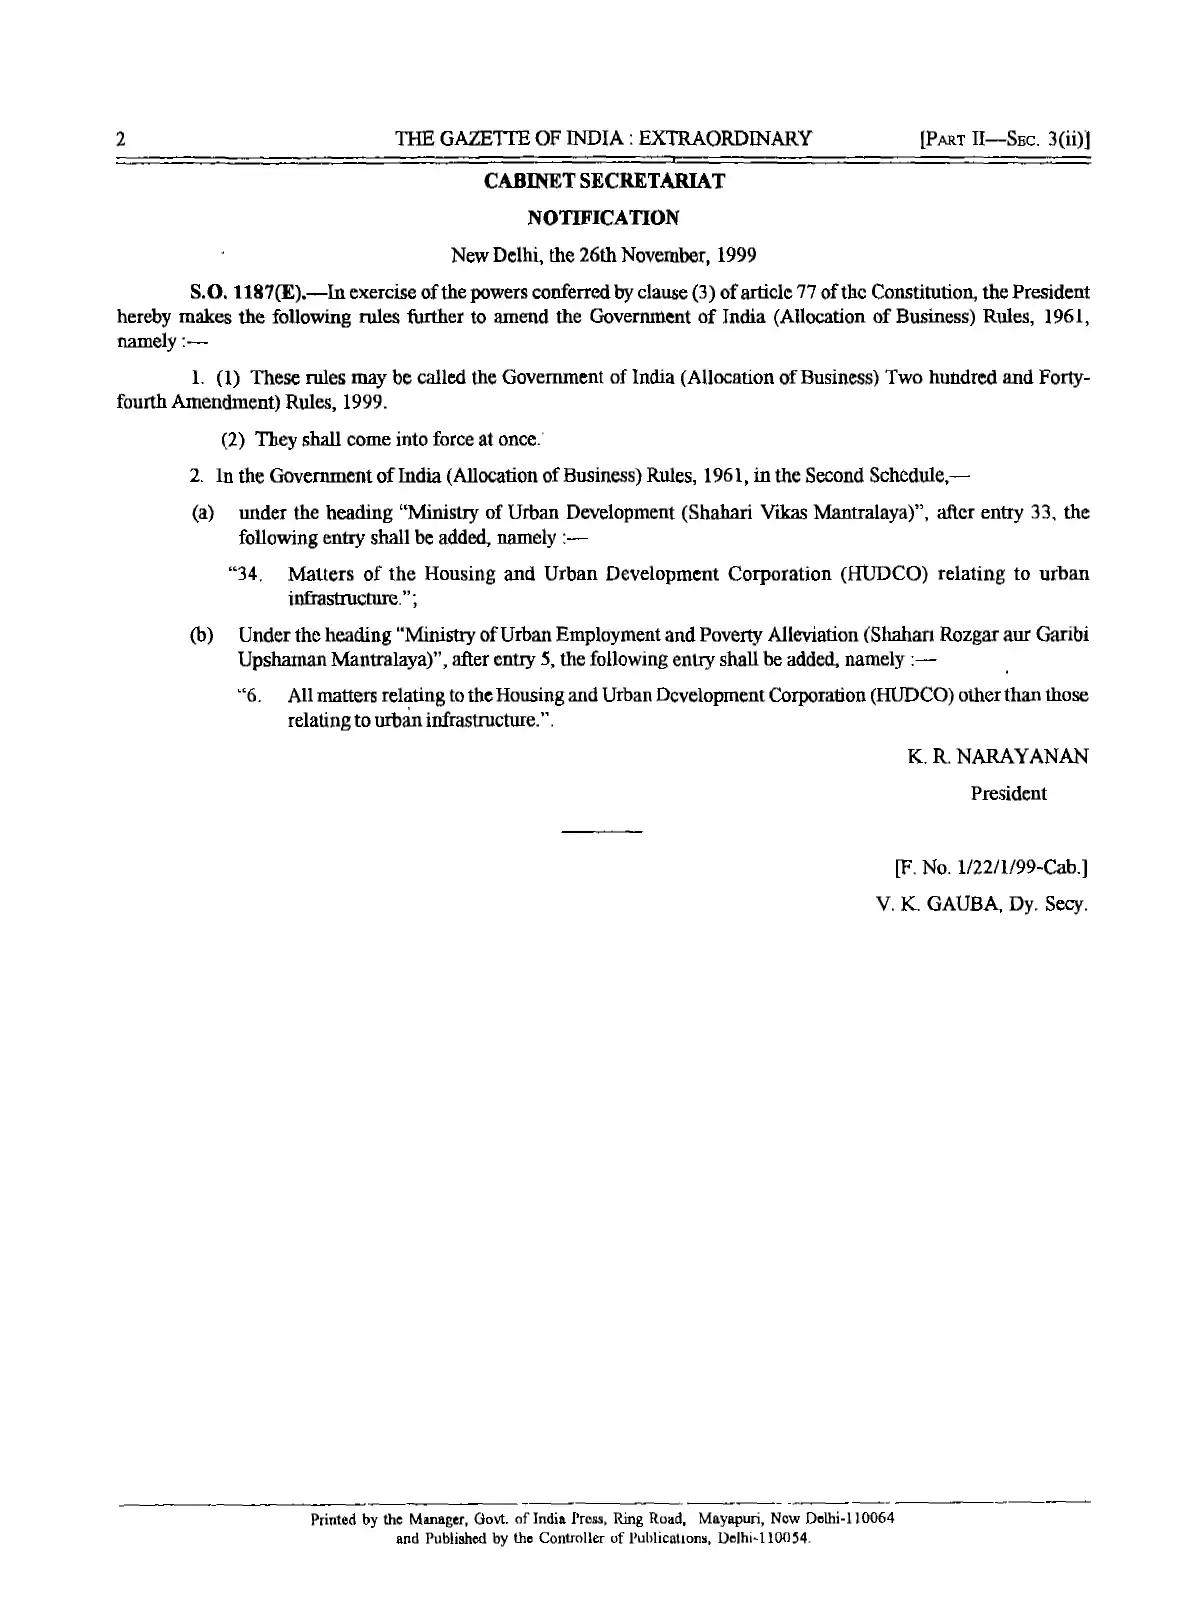 2 THE GAZETTE OF INDIA : EXTRAORDINARY [PART II—SEC. 3(ii)]
CABINET SECRETARIAT
NOTIFICATION
New Delhi, the 26th November, 1999
S.O. 1187(E).—In exercise of the powers conferred by clause (3) of article 77 of the Constitution, the President
hereby makes the following rules further to amend the Government of India (Allocation of Business) Rules, 1961,
namely :—
1. (1) These rules may be called the Government of India (Allocation of Business) Two hundred and Forty-
fourth Amendment) Rules, 1999.
(2) They shall come into force at once.
2. In the Government of India (Allocation of Business) Rules, 1961, in the Second Schedule,—
(a) under the heading “Ministry of Urban Development (Shahari Vikas Mantralaya)”, after entry 33, the
following entry shall be added, namely :—
“34. Matters of the Housing and Urban Development Corporation (HUDCO) relating to urban
infrastructure.”;
(b) Under the heading “Ministry of Urban Employment and Poverty Alleviation (Shahari Rozgar aur Garibi
Upshaman Mantralaya)”, after entry 5, the following entry shall be added, namely :—
“6. All matters relating to the Housing and Urban Development Corporation (HUDCO) other than those
relating to urban infrastructure.”.
K. R. NARAYANAN
President
[F. No. 1/22/1/99-Cab.]
V. K. GAUBA, Dy. Secy.
Printed by the Manager, Govt. of India Press, Ring Road, Mayapuri, New Delhi-110064
and Published by the Controller of Publications, Delhi-110054.